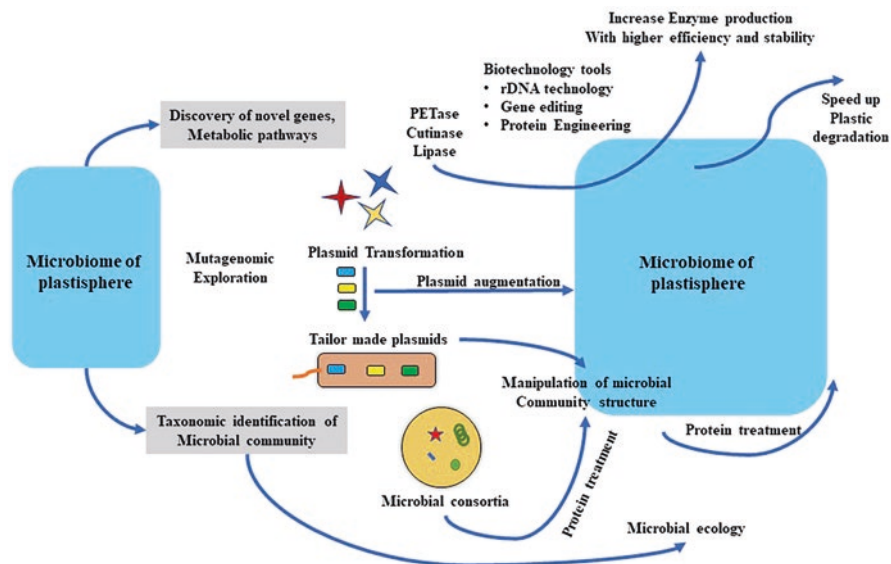 Increase Enzyme production
With higher efficiency and stability
Biotechnology tools
• rDNA technology
• Gene editing
• Protein Engineering
PETase
Cutinase
Lipase
Speed up
Plastic
degradation
Discovery of novel genes,
Metabolic pathways
Microbiome of
plastisphere
Mutagenomic
Exploration
Plasmid Transformation
Plasmid augmentation
Tailor made plasmids
Microbiome of
plastisphere
Manipulation of microbial
Community structure
Taxonomic identification of
Microbial community
Microbial consortia
Protein treatment
Protein treatment
Microbial ecology